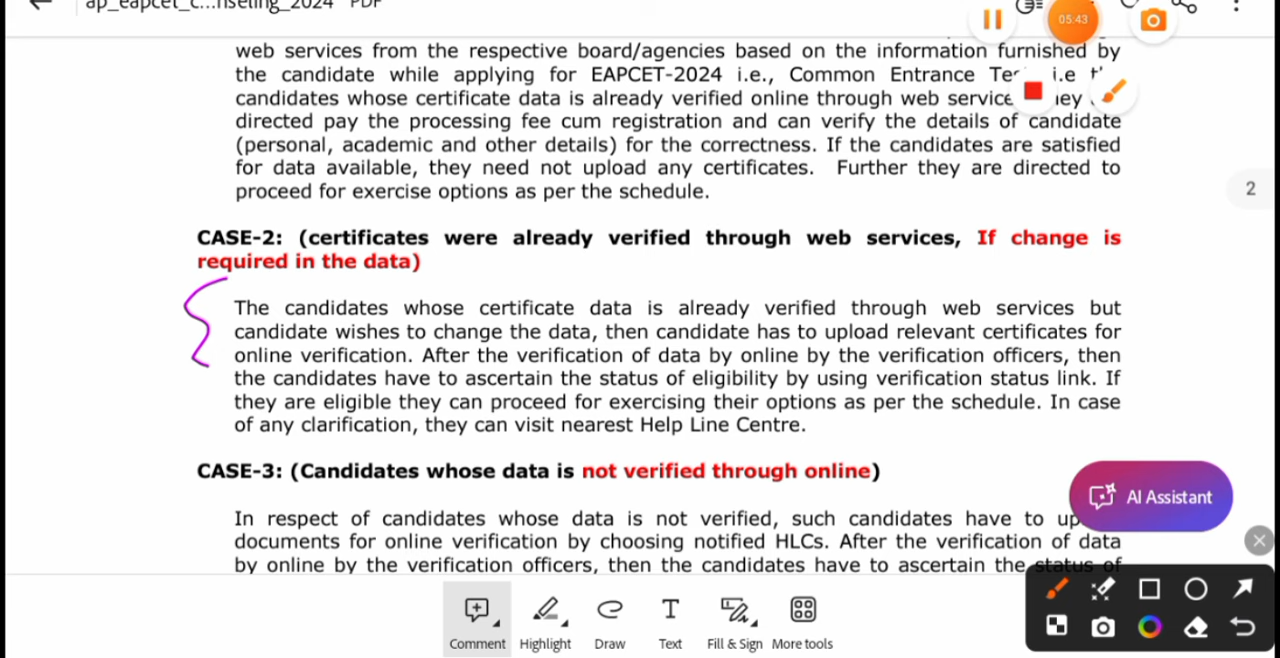 ap_eapcet_c...nseling_2024 PDF
05:43
web services from the respective board/agencies based on the information furnished by
the candidate while applying for EAPCET-2024 i.e., Common Entrance i.e
candidates whose certificate data is already verified online through web
directed pay the processing fee cum registration and can verify the details of candidate
(personal, academic and other details) for the correctness. If the candidates are satisfied
for data available, they need not upload any certificates. Further they are directed to
proceed for exercise options as per the schedule.
2
CASE-2: (certificates were already verified through web services, If change is
required in the data)
The candidates whose certificate data is already verified through web services but
candidate wishes to change the data, then candidate has to upload relevant certificates for
online verification. After the verification of data by online by the verification officers, then
the candidates have to ascertain the status of eligibility by using verification status link. If
they are eligible they can proceed for exercising their options as per the schedule. In case
of any clarification, they can visit nearest Help Line Centre.
CASE-3: (Candidates whose data is not verified through online)
AI Assistant
In respect of candidates whose data is not verified, such candidates have to
documents for online verification by choosing notified HLCs. After the verification of data
by online by the verification officers, then the candidates have to ascertain the status of
Comment Highlight Draw Text Fill & Sign More tools